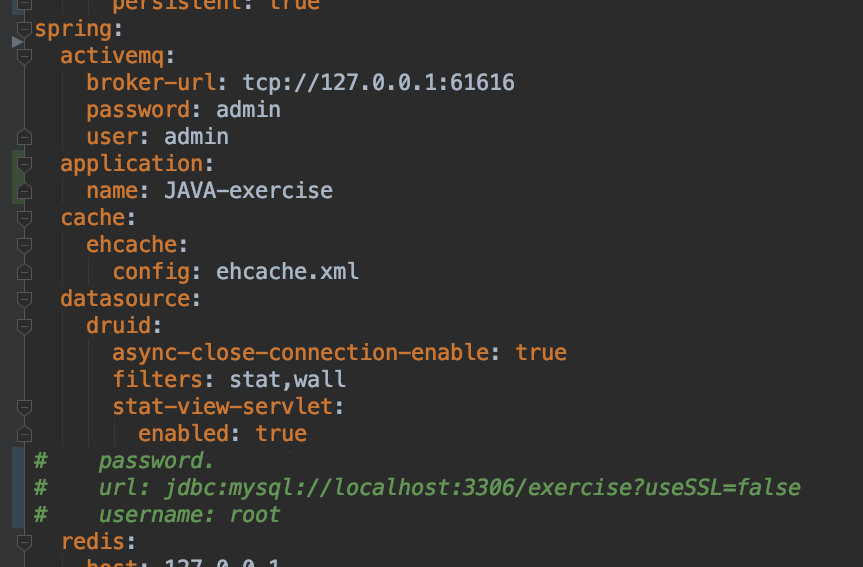 persistent: true
spring:
activemq:
broker-url: tcp://127.0.0.1:61616
password: admin
user: admin
application:
name: JAVA-exercise
cache:
ehcache:
config: ehcache.xml
datasource:
druid:
async-close-connection-enable: true
filters: stat,wall
stat-view-servlet:
enabled: true
# password.
# url: jdbc:mysql://localhost:3306/exercise?useSSL=false
# username: root
redis:
host: 127.0.0.1